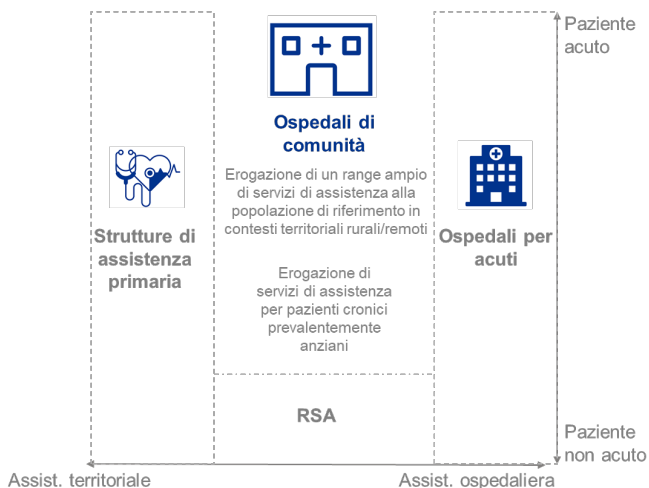 Paziente
acuto
Ospedali di
comunità
Erogazione di un range ampio
di servizi di assistenza alla
popolazione di riferimento in
contesti territoriali rurali/remoti
Strutture di
assistenza
primaria
Ospedali per
acuti
Erogazione di
servizi di assistenza
per pazienti cronici
prevalentemente
anziani
RSA
Paziente
non acuto
Assist. territoriale
Assist. ospedaliera